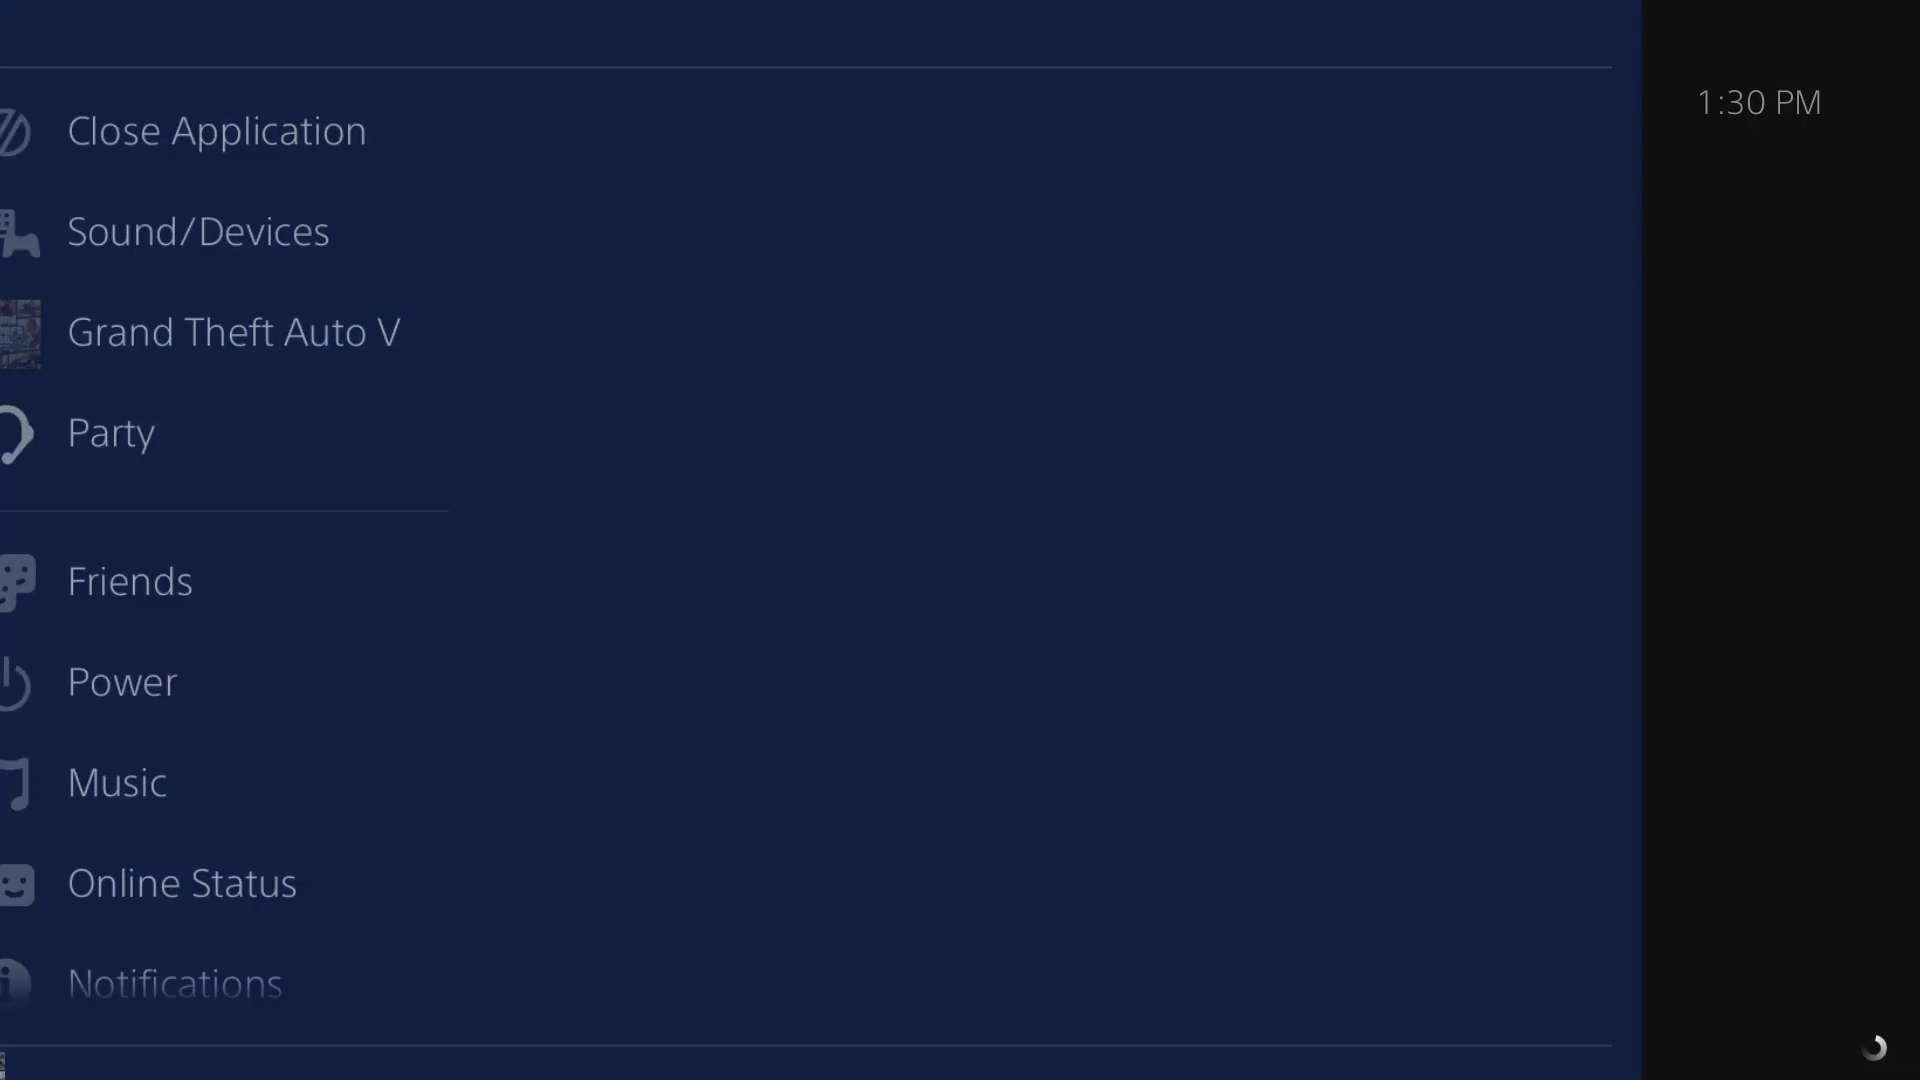 1:30 PM
Close Application
Sound/Devices
Grand Theft Auto V
Party
Friends
Power
Music
Online Status
Notifications